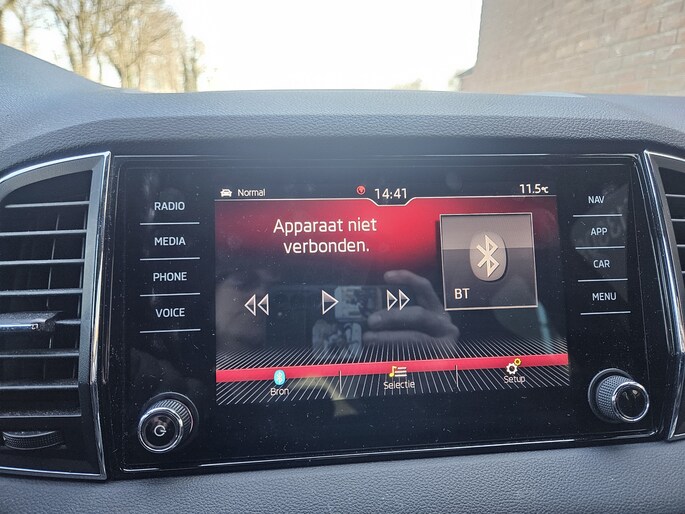 Normal
14:41
11.5°C
RADIO
MEDIA
PHONE
VOICE
Apparaat niet
verbonden.
BT
Bron
Selectie
Setup
NAV
APP
CAR
MENU